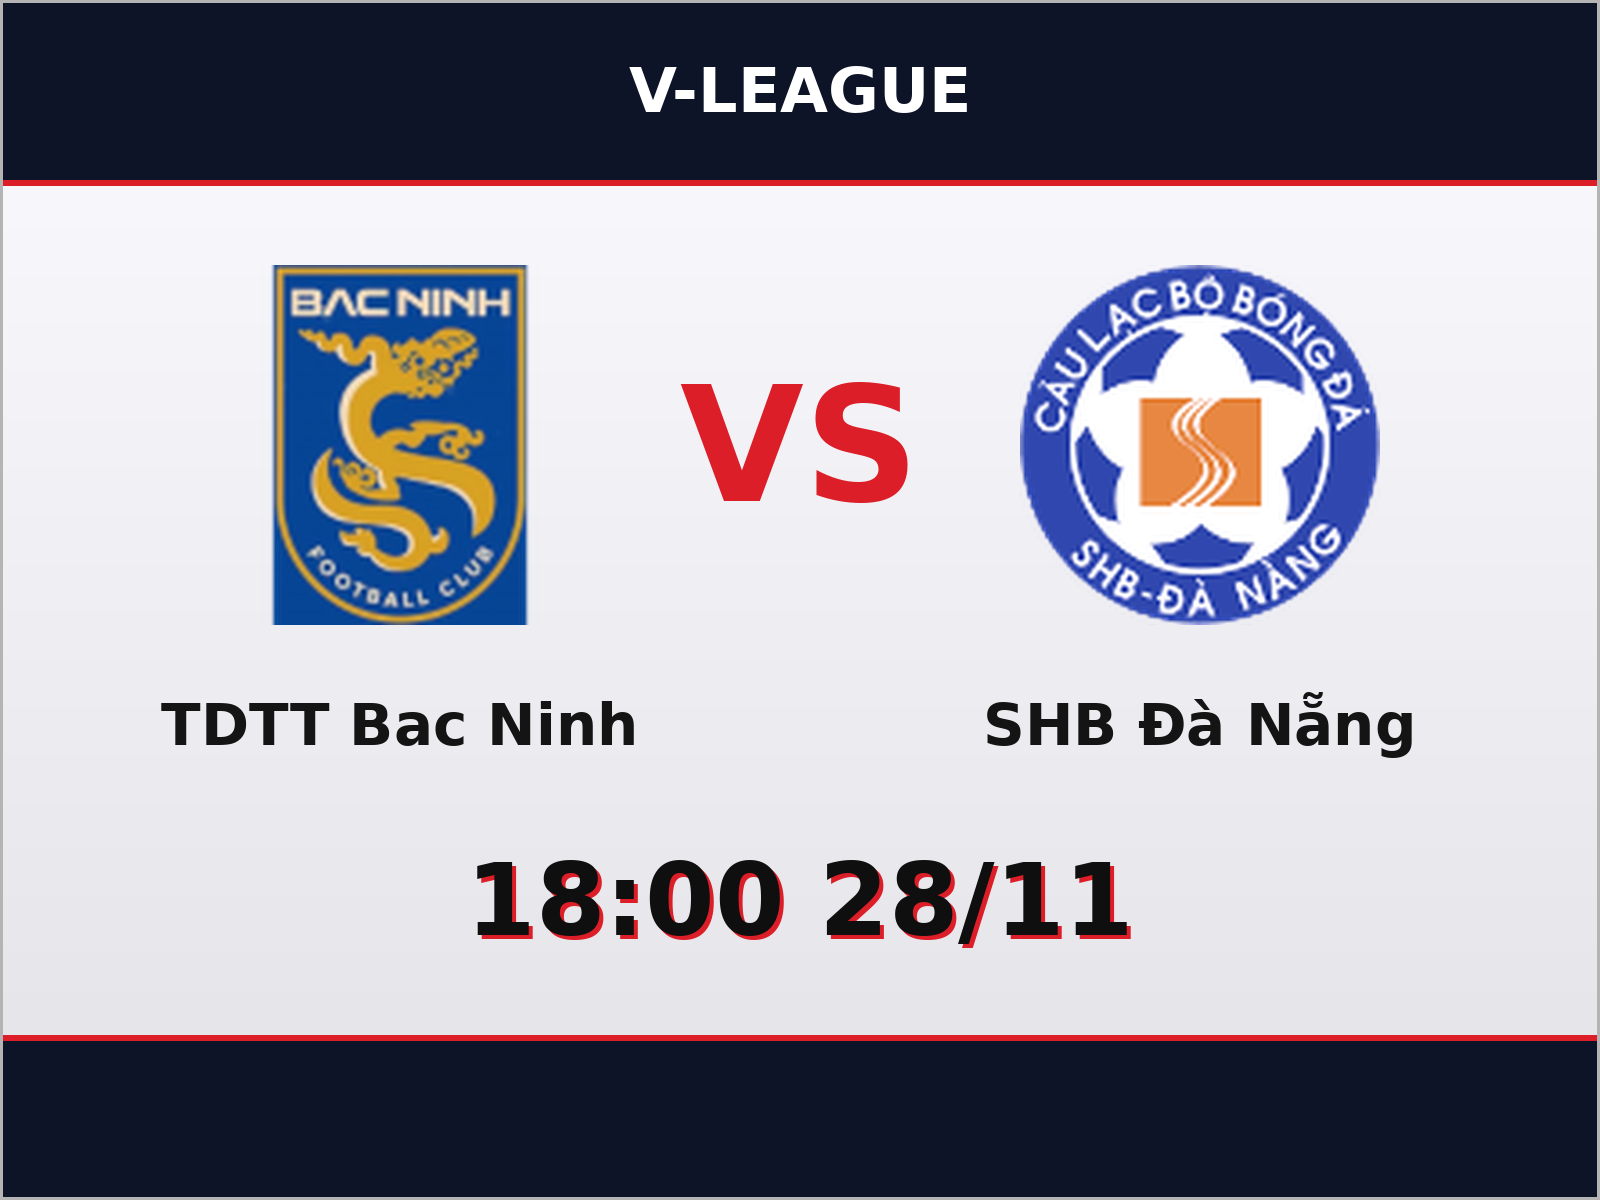 V-LEAGUE
BAC NINH
FOOTBALL CLUB
VS
CÂU LẠC BỘ BÓNG ĐÁ
SHB-ĐÀ NẴNG
TDTT Bac Ninh
SHB Đà Nẵng
18:00 28/11